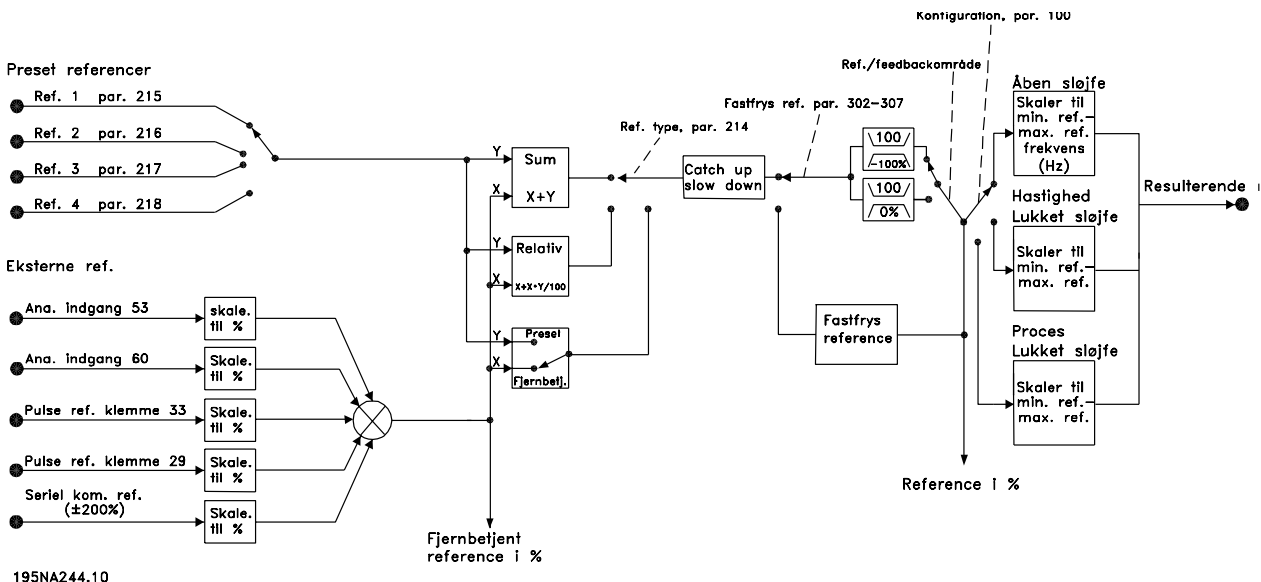 Konfiguration, par. 100
Preset referencer
Ref./feedbackområde
Åben sløjfe
Ref. 1 par. 215
Fastfrys ref. par. 302-307
Skaler til
min. ref.-
max. ref.
frekvens
(Hz)
Ref. 2 par. 216
Ref. type, par. 214
Ref. 3 par. 217
Ref. 4 par. 218
Y
Sum
X
X+Y
Catch up
slow down
\100/
/-100%\
\100/
/0%\
Resulterende
Hastighed
Lukket sløjfe
Skaler til
min. ref.-
max. ref.
Eksterne ref.
Y
Relativ
X
X+X*Y/100
Ana. indgang 53
skale.
til %
Fastfrys
reference
Proces
Lukket sløjfe
Skaler til
min. ref.-
max. ref.
Y
Presel
X
Fjernbetj.
Ana. indgang 60
Skale.
til %
Pulse ref. klemme 33
Skale.
til %
Pulse ref. klemme 29
Skale.
til %
Seriel kom. ref.
(±200%)
Skale.
til %
Reference i %
Fjernbetjent
reference i %
195NA244.10